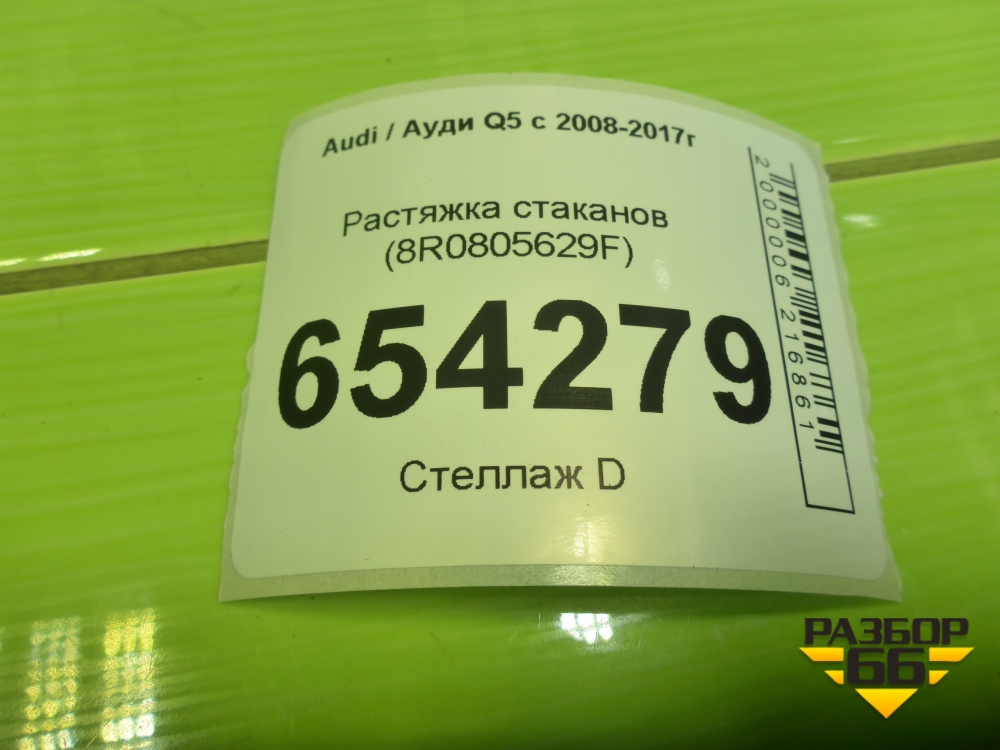 Audi / Ауди Q5 с 2008-2017г
Растяжка стаканов
(8R0805629F)
654279
Стеллаж D
2000006216861
РАЗБОР
66